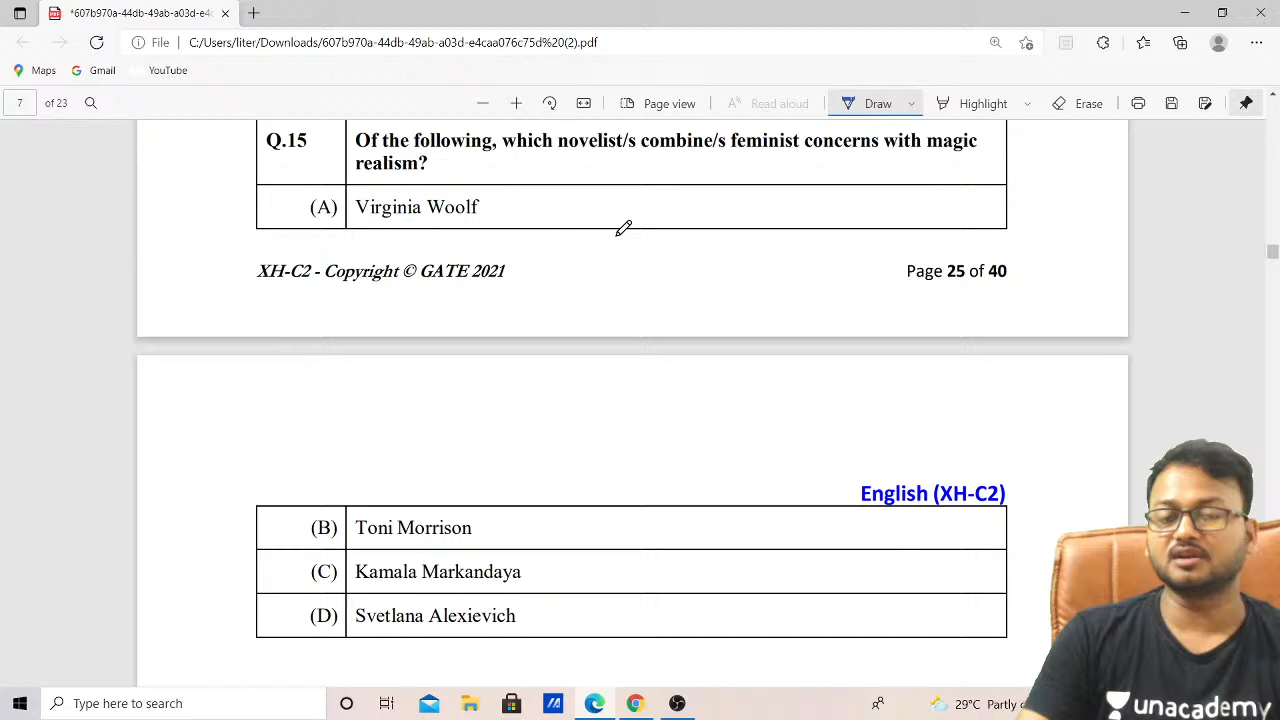 *607b970a-44db-49ab-a03d-e4c
File
C:/Users/liter/Downloads/607b970a-44db-49ab-a03d-e4caa076c75d%20(2).pdf
Maps
Gmail
YouTube
7 of 23
Page view
Read aloud
Draw
Highlight
Erase
Q.15 Of the following, which novelist/s combine/s feminist concerns with magic
realism?
(A) Virginia Woolf
XH-C2 - Copyright © GATE 2021
Page 25 of 40
English (XH-C2)
(B) Toni Morrison
(C) Kamala Markandaya
(D) Svetlana Alexievich
unacademy
Type here to search
29°C Partly c